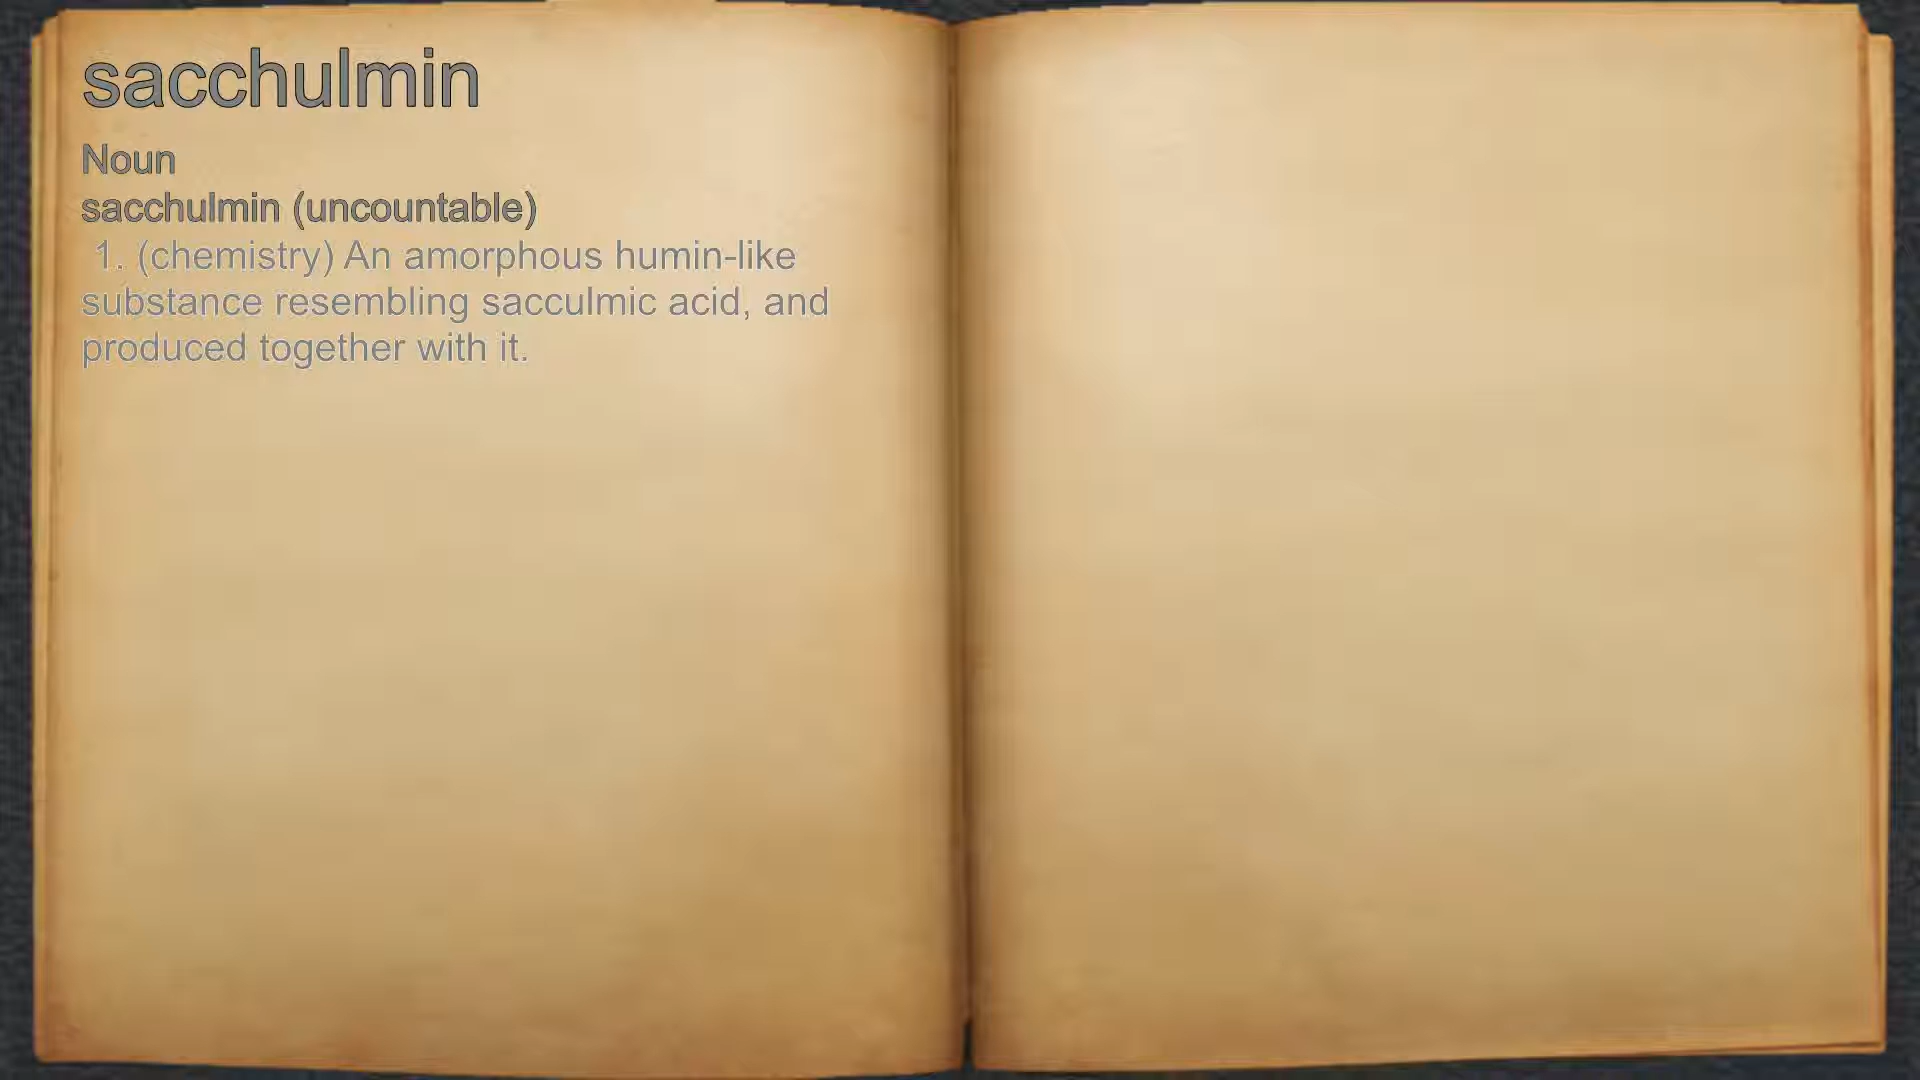 sacchulmin
Noun
sacchulmin (uncountable)
1. (chemistry) An amorphous humin-like
substance resembling sacculmic acid, and
produced together with it.